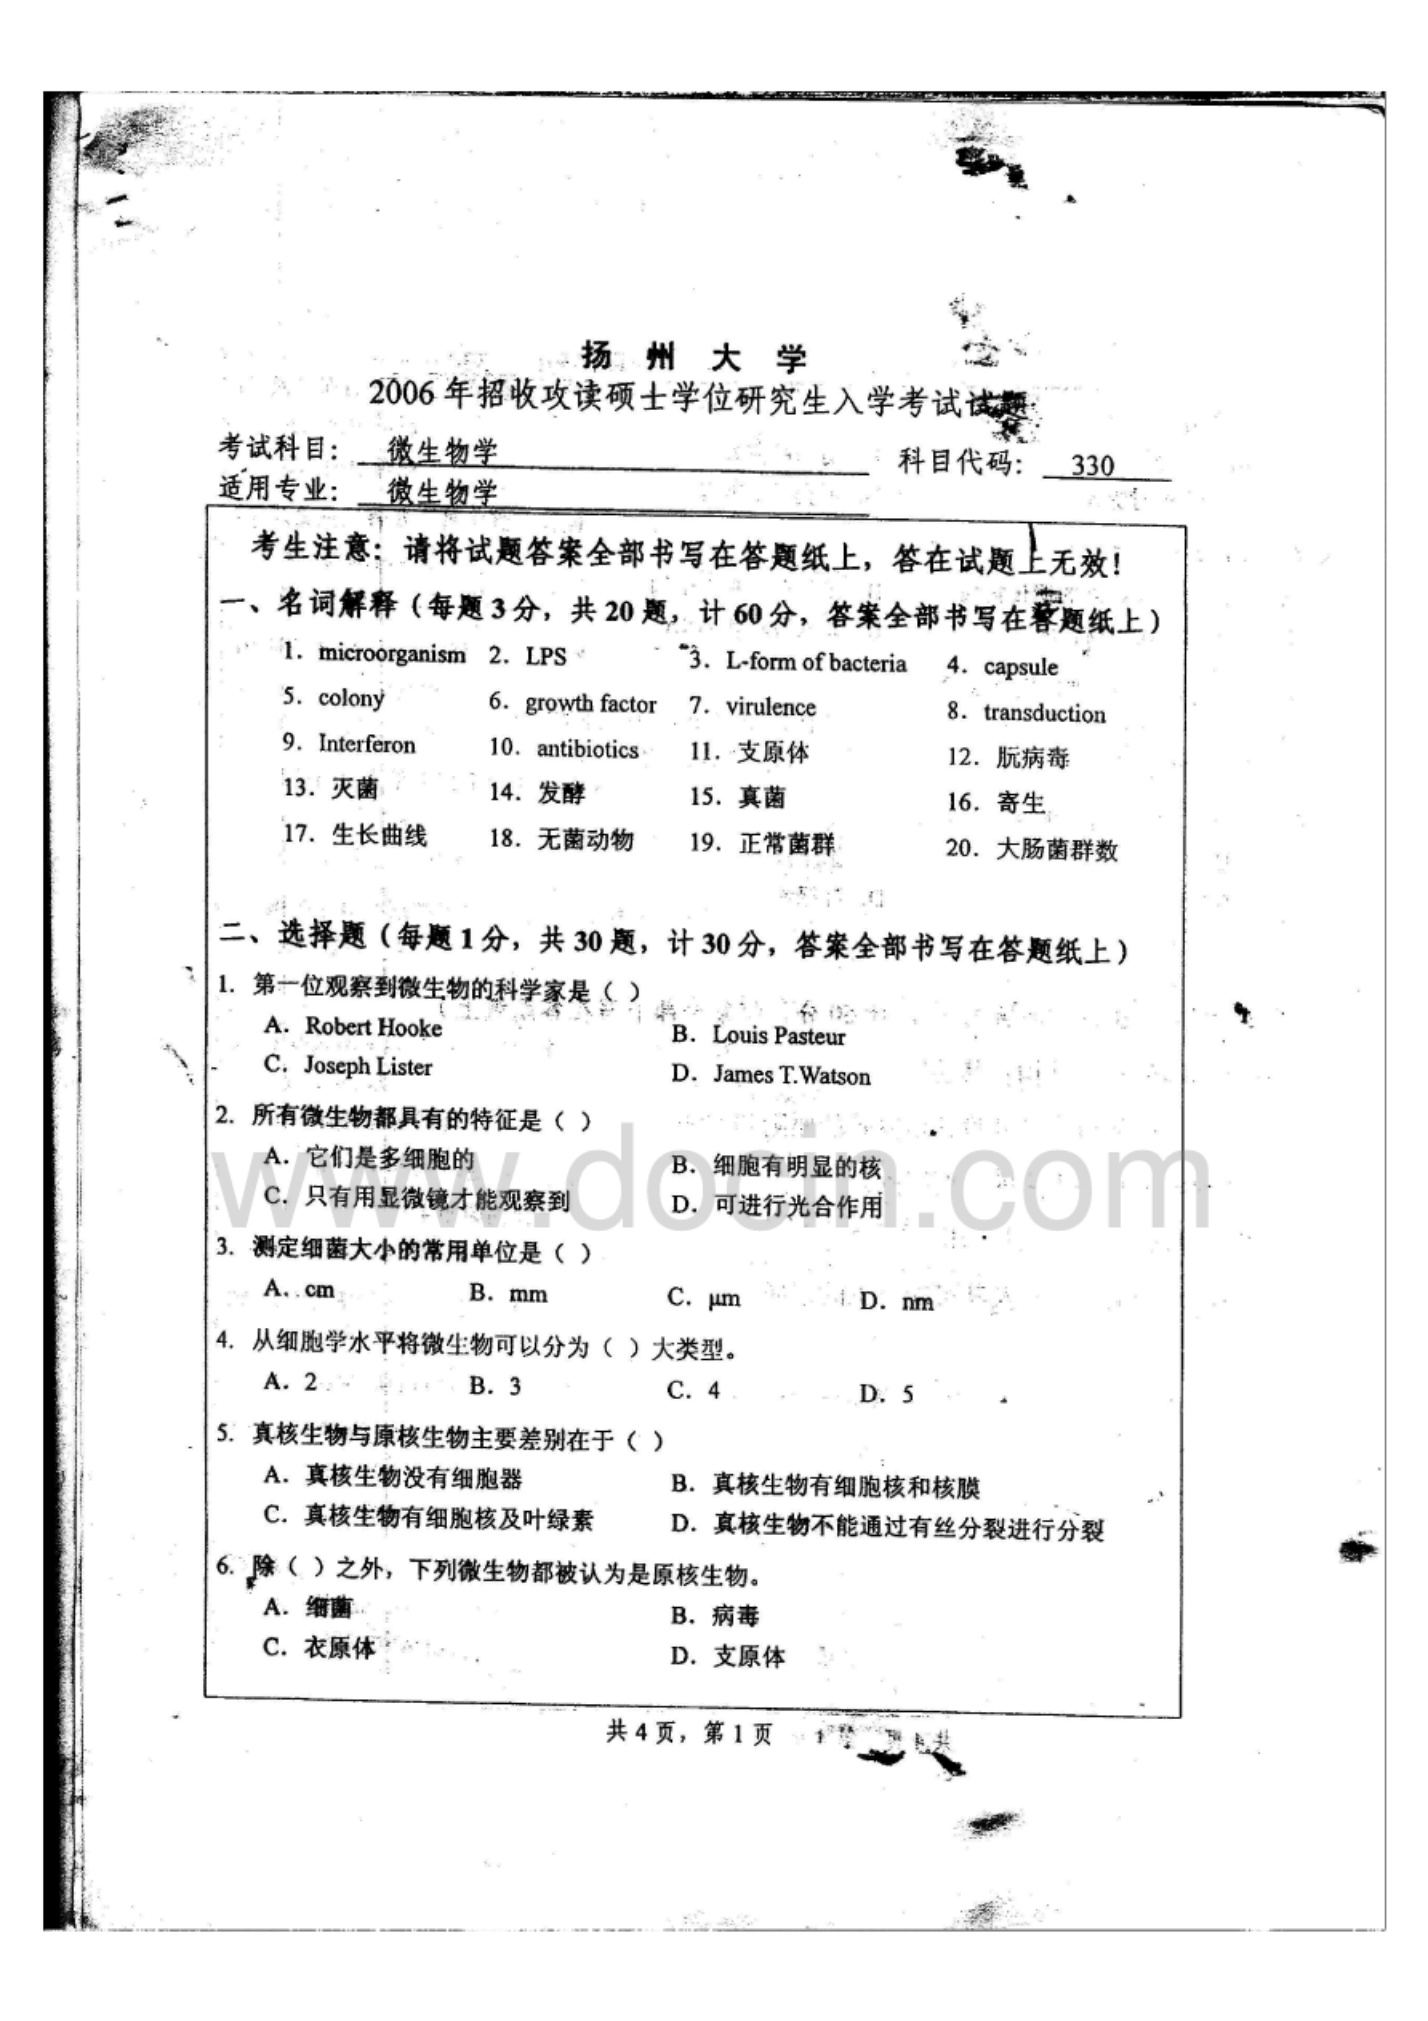 扬 州 大 学
2006 年招收攻读硕士学位研究生入学考试试题
考试科目: 微生物学 科目代码: 330
适用专业: 微生物学
考生注意: 请将试题答案全部书写在答题纸上, 答在试题上无效!
一、名词解释（每题 3 分, 共 20 题, 计 60 分, 答案全部书写在答题纸上）
1. microorganism 2. LPS 3. L-form of bacteria 4. capsule
5. colony 6. growth factor 7. virulence 8. transduction
9. Interferon 10. antibiotics 11. 支原体 12. 朊病毒
13. 灭菌 14. 发酵 15. 真菌 16. 寄生
17. 生长曲线 18. 无菌动物 19. 正常菌群 20. 大肠菌群数
二、选择题（每题 1 分, 共 30 题, 计 30 分, 答案全部书写在答题纸上）
1. 第一位观察到微生物的科学家是（ ）
A. Robert Hooke B. Louis Pasteur
C. Joseph Lister D. James T.Watson
2. 所有微生物都具有的特征是（ ）
A. 它们是多细胞的 B. 细胞有明显的核
C. 只有用显微镜才能观察到 D. 可进行光合作用
www.docin.com
3. 测定细菌大小的常用单位是（ ）
A. cm B. mm C. μm D. nm
4. 从细胞学水平将微生物可以分为（ ）大类型。
A. 2 B. 3 C. 4 D. 5
5. 真核生物与原核生物主要差别在于（ ）
A. 真核生物没有细胞器 B. 真核生物有细胞核和核膜
C. 真核生物有细胞核及叶绿素 D. 真核生物不能通过有丝分裂进行分裂
6. 除（ ）之外, 下列微生物都被认为是原核生物。
A. 细菌 B. 病毒
C. 衣原体 D. 支原体
共 4 页, 第 1 页